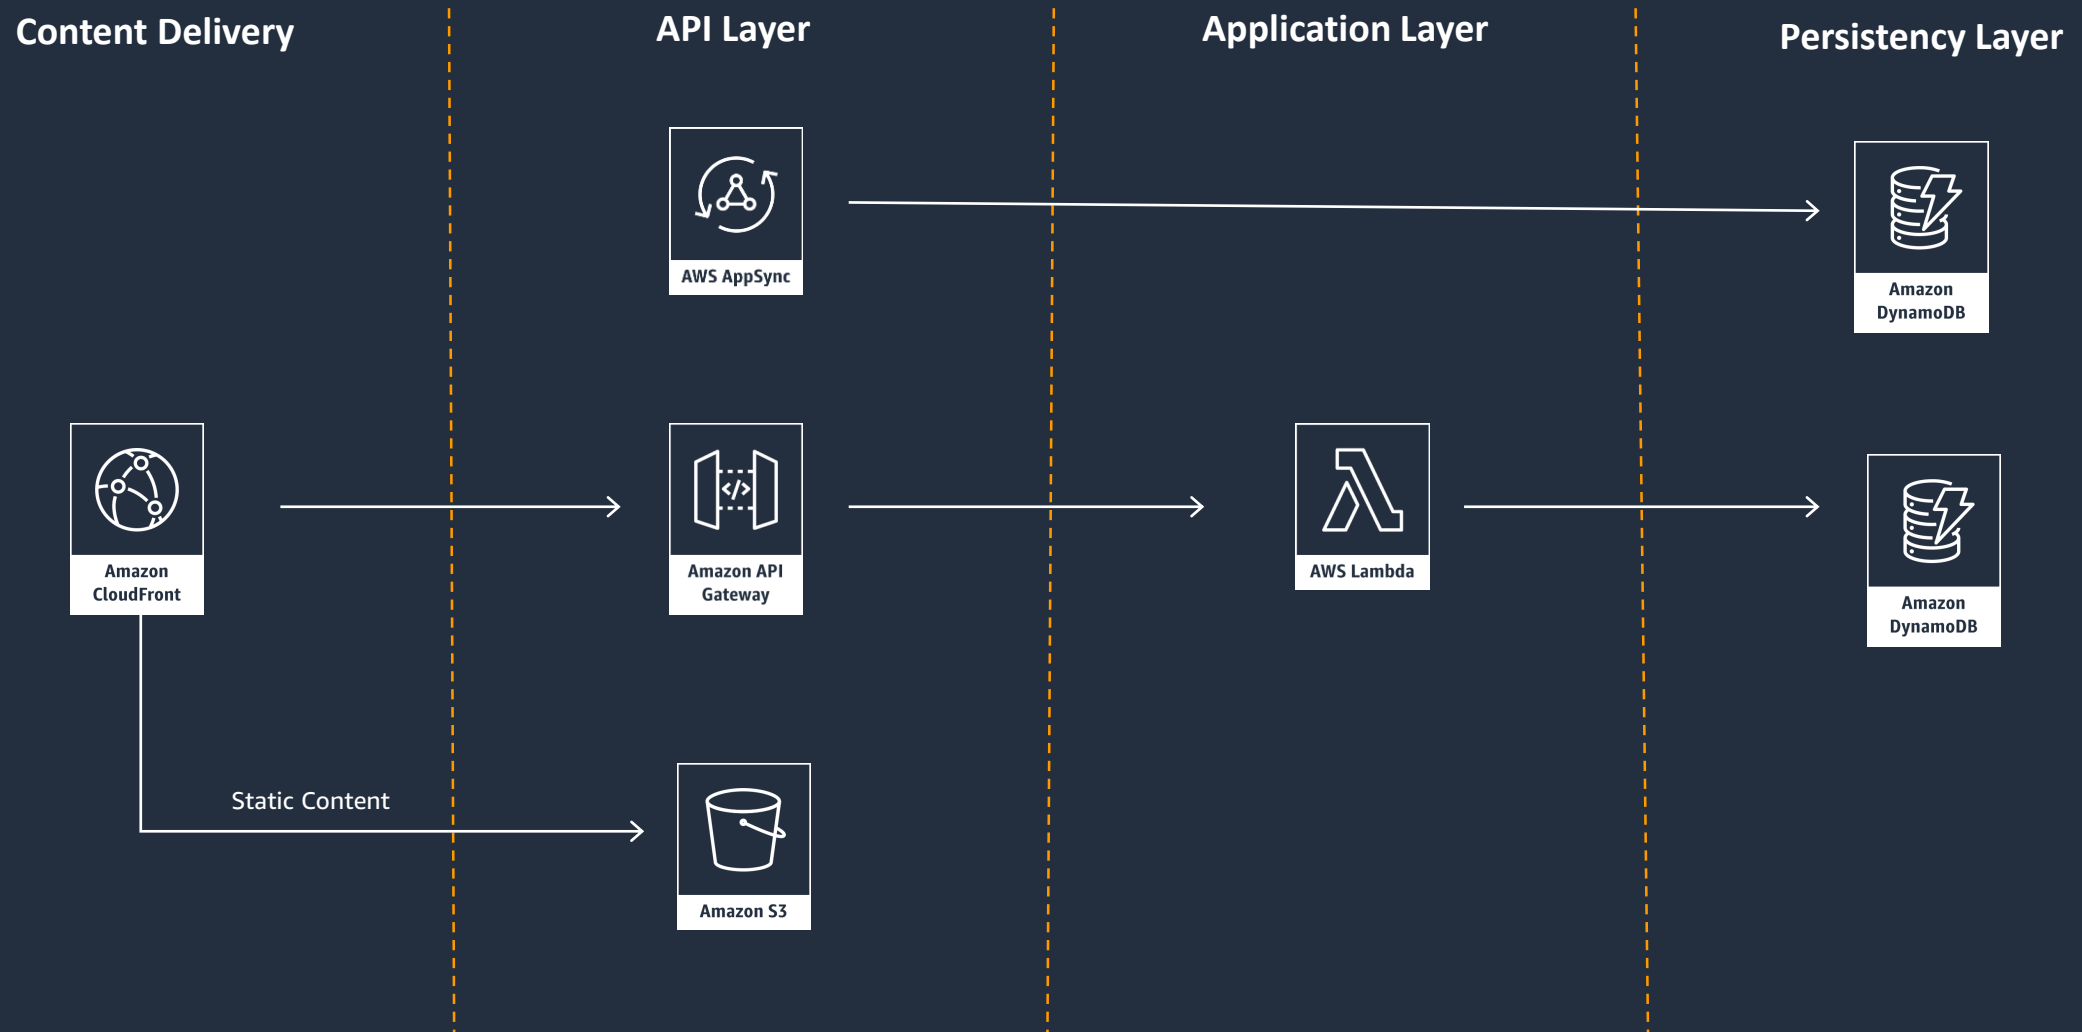 Content Delivery
API Layer
Application Layer
Persistency Layer
AWS AppSync
Amazon
DynamoDB
Amazon
CloudFront
Amazon API
Gateway
AWS Lambda
Amazon
DynamoDB
Static Content
Amazon S3